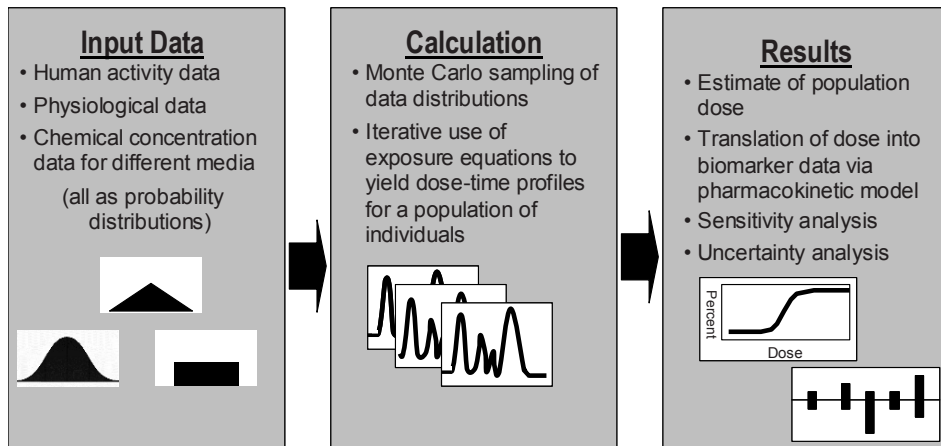 Input Data
• Human activity data
• Physiological data
• Chemical concentration
data for different media
(all as probability
distributions)
Calculation
• Monte Carlo sampling of
data distributions
• Iterative use of
exposure equations to
yield dose-time profiles
for a population of
individuals
Results
• Estimate of population
dose
• Translation of dose into
biomarker data via
pharmacokinetic model
• Sensitivity analysis
• Uncertainty analysis
Percent
Dose